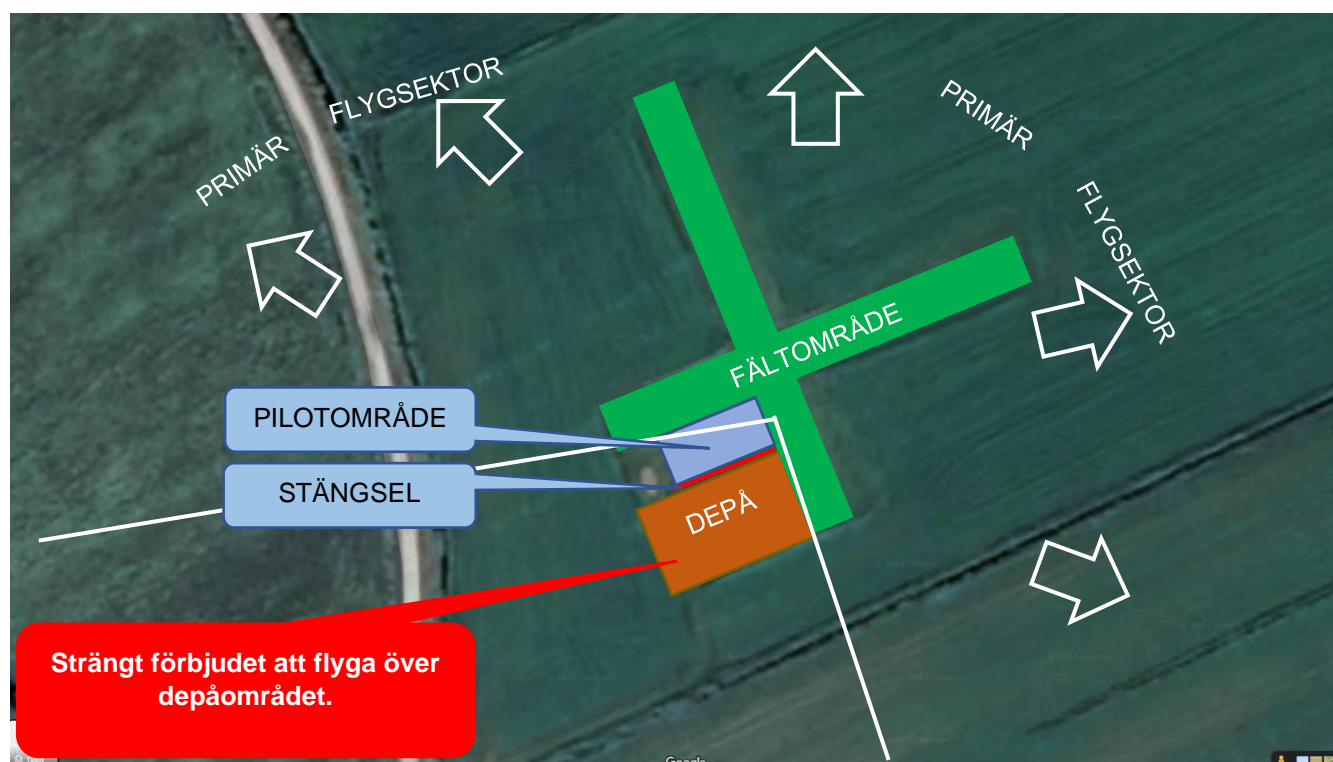 FLYGSEKTOR
PRIMÄR
PRIMÄR
FLYGSEKTOR
FÄLTOMRÅDE
PILOTOMRÅDE
STÄNGSEL
DEPÅ
Strängt förbjudet att flyga över
depåområdet.
Google